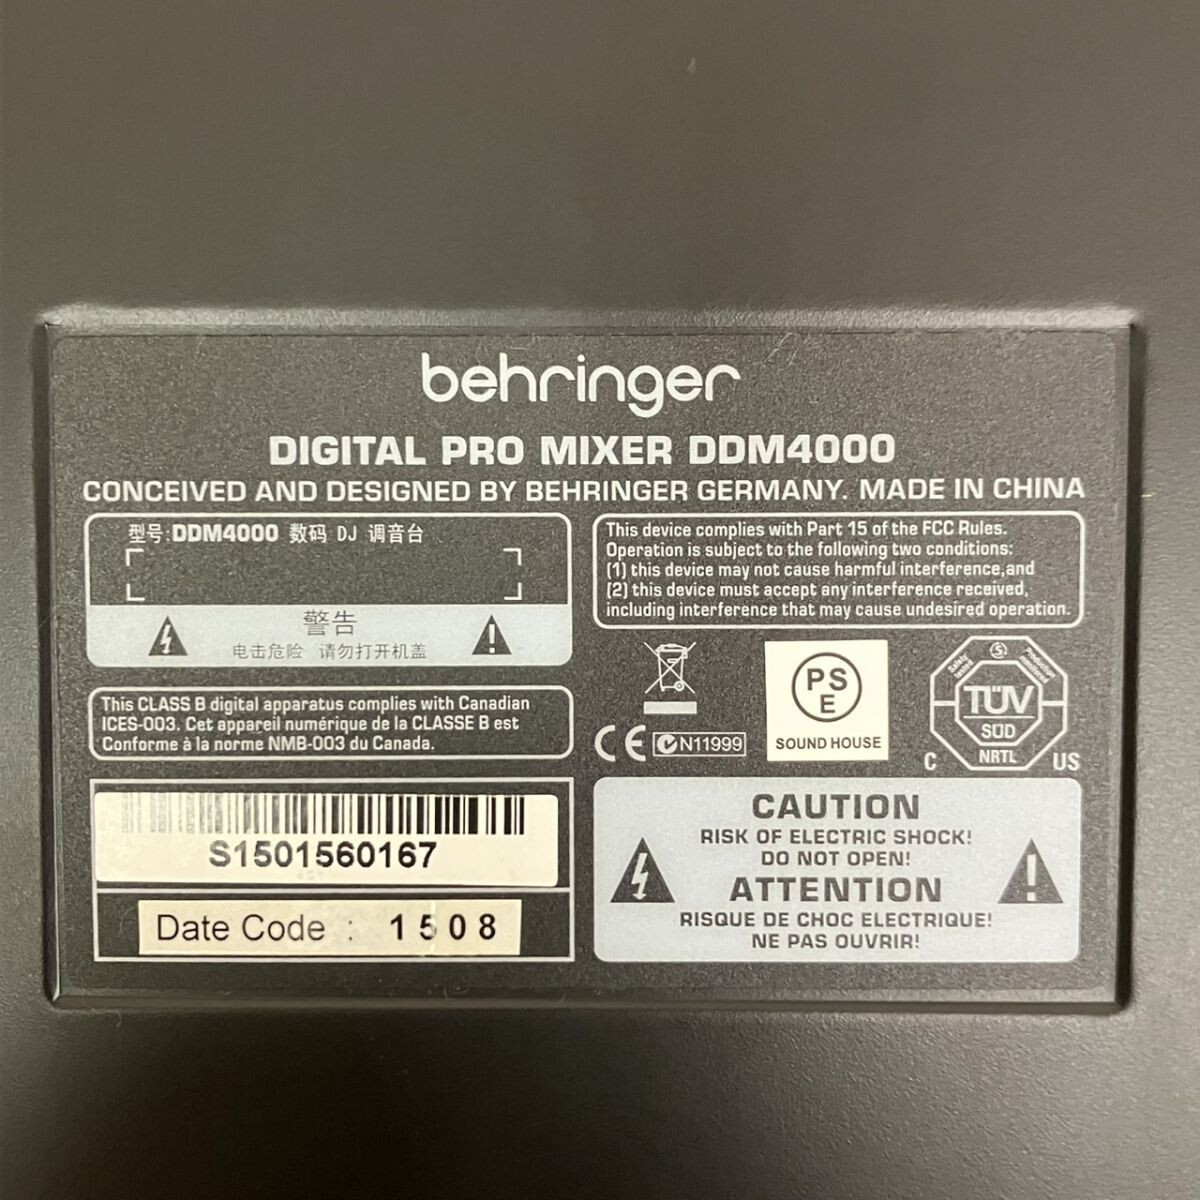 behringer
DIGITAL PRO MIXER DDM4000
CONCEIVED AND DESIGNED BY BEHRINGER GERMANY. MADE IN CHINA
型号:DDM4000 数码 DJ 调音台
警告
电击危险 请勿打开机盖
This CLASS B digital apparatus complies with Canadian
ICES-003. Cet appareil numérique de la CLASSE B est
Conforme à la norme NMB-003 du Canada.
S1501560167
Date Code : 1508
This device complies with Part 15 of the FCC Rules.
Operation is subject to the following two conditions:
(1) this device may not cause harmful interference,and
(2) this device must accept any interference received,
including interference that may cause undesired operation.
CE N11999
PS
E
SOUND HOUSE
Safety tested S Production monitored
TÜV
SÜD
C NRTL US
CAUTION
RISK OF ELECTRIC SHOCK!
DO NOT OPEN!
ATTENTION
RISQUE DE CHOC ELECTRIQUE!
NE PAS OUVRIR!